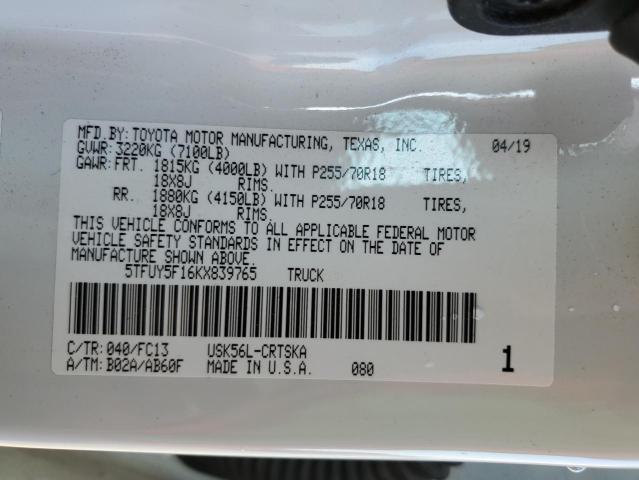 MFD.BY: TOYOTA MOTOR MANUFACTURING, TEXAS, INC. 04/19
GVWR: 3220KG (7100LB)
GAWR: FRT. 1815KG (4000LB) WITH P255/70R18 TIRES,
18X8J RIMS.
RR. 1880KG (4150LB) WITH P255/70R18 TIRES,
18X8J RIMS.
THIS VEHICLE CONFORMS TO ALL APPLICABLE FEDERAL MOTOR
VEHICLE SAFETY STANDARDS IN EFFECT ON THE DATE OF
MANUFACTURE SHOWN ABOVE.
5TFUY5F16KX839765 TRUCK
C/TR: 040/FC13 USK56L-CRTSKA
A/TM: B02A/AB60F MADE IN U.S.A. 080 1